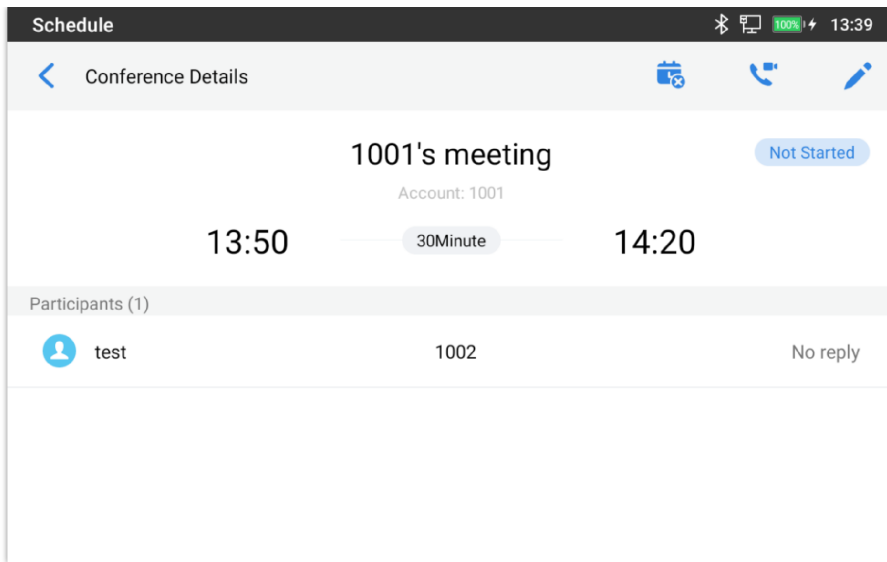 Schedule 100% 13:39
Conference Details
1001's meeting Not Started
Account: 1001
13:50 30Minute 14:20
Participants (1)
test 1002 No reply